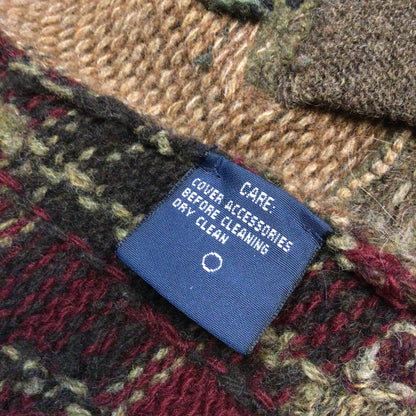 CARE:
COVER ACCESSORIES
BEFORE CLEANING
DRY CLEAN